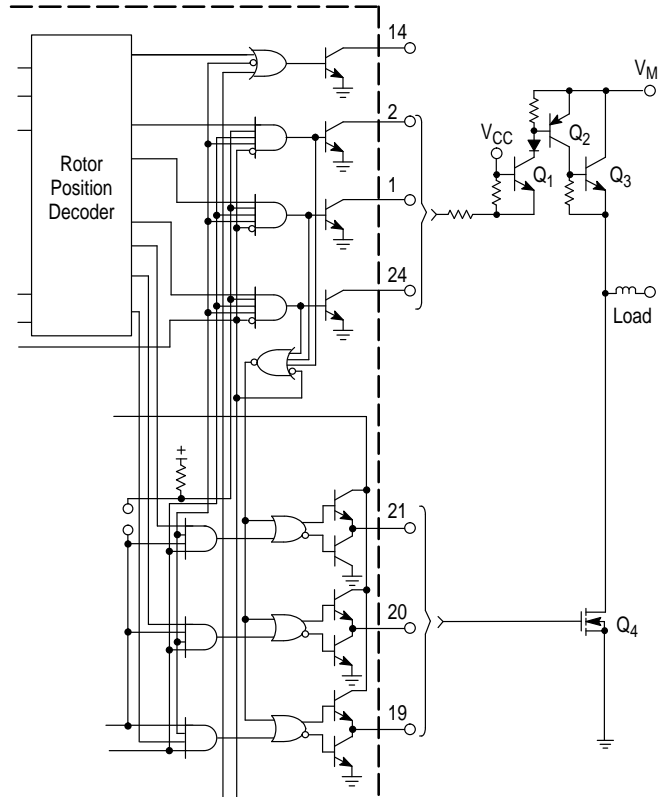 14
V_M
2
V_CC
Q_2
Rotor
Position
Decoder
Q_1
Q_3
1
24
Load
+
21
20
Q_4
19